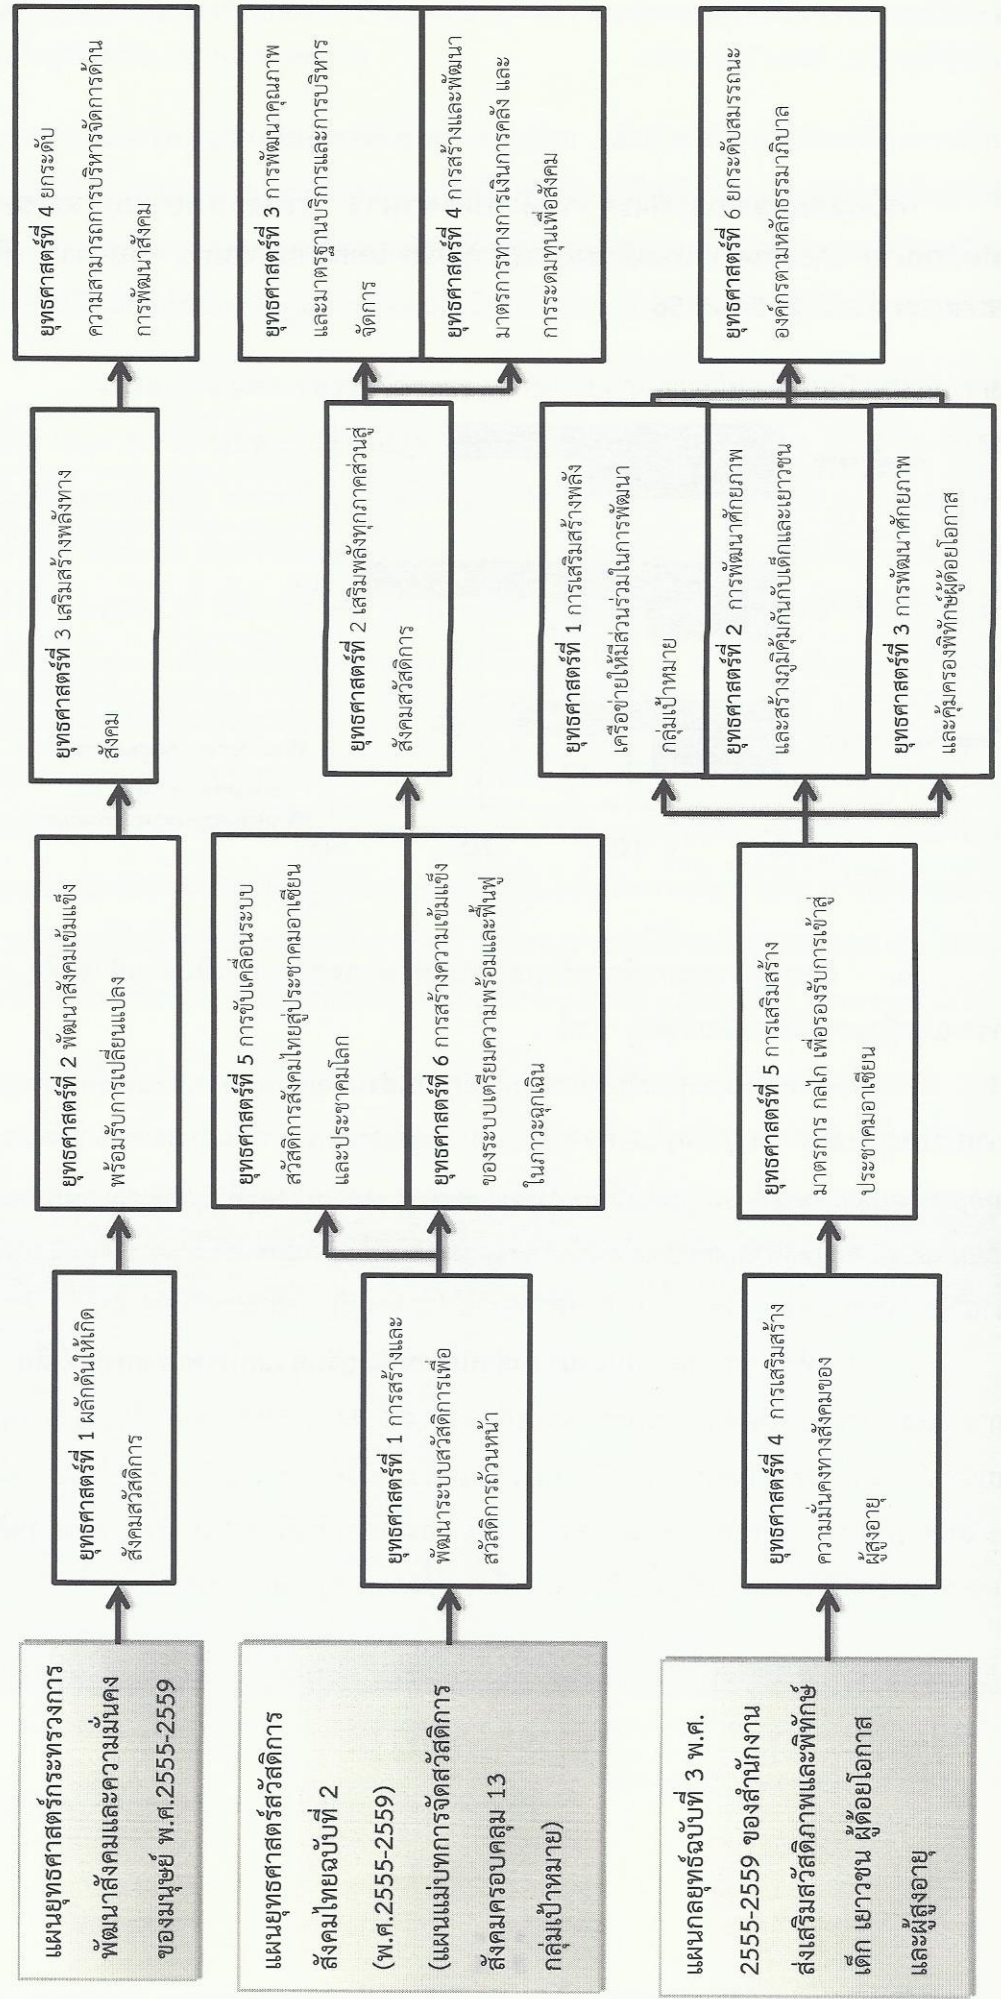 แผนยุทธศาสตร์กระทรวงการ
พัฒนาสังคมและความมั่นคง
ของมนุษย์ พ.ศ.2555-2559
ยุทธศาสตร์ที่ 1 ผลักดันให้เกิด
สังคมสวัสดิการ
ยุทธศาสตร์ที่ 2 พัฒนาสังคมเข้มแข็ง
พร้อมรับการเปลี่ยนแปลง
ยุทธศาสตร์ที่ 3 เสริมสร้างพลังทาง
สังคม
ยุทธศาสตร์ที่ 4 ยกระดับ
ความสามารถการบริหารจัดการด้าน
การพัฒนาสังคม
แผนยุทธศาสตร์สวัสดิการ
สังคมไทยฉบับที่ 2
(พ.ศ.2555-2559)
(แผนแม่บทการจัดสวัสดิการ
สังคมครอบคลุม 13
กลุ่มเป้าหมาย)
ยุทธศาสตร์ที่ 1 การสร้างและ
พัฒนาระบบสวัสดิการเพื่อ
สวัสดิการถ้วนหน้า
ยุทธศาสตร์ที่ 5 การขับเคลื่อนระบบ
สวัสดิการสังคมไทยสู่ประชาคมอาเซียน
และประชาคมโลก
ยุทธศาสตร์ที่ 6 การสร้างความเข้มแข็ง
ของระบบเตรียมความพร้อมและฟื้นฟู
ในภาวะฉุกเฉิน
ยุทธศาสตร์ที่ 2 เสริมพลังทุกภาคส่วนสู่
สังคมสวัสดิการ
ยุทธศาสตร์ที่ 3 การพัฒนาคุณภาพ
และมาตรฐานบริการและการบริหาร
จัดการ
ยุทธศาสตร์ที่ 4 การสร้างและพัฒนา
มาตรการทางการเงินการคลัง และ
การระดมทุนเพื่อสังคม
แผนกลยุทธ์ฉบับที่ 3 พ.ศ.
2555-2559 ของสำนักงาน
ส่งเสริมสวัสดิภาพและพิทักษ์
เด็ก เยาวชน ผู้ด้อยโอกาส
และผู้สูงอายุ
ยุทธศาสตร์ที่ 4 การเสริมสร้าง
ความมั่นคงทางสังคมของ
ผู้สูงอายุ
ยุทธศาสตร์ที่ 5 การเสริมสร้าง
มาตรการ กลไก เพื่อรองรับการเข้าสู่
ประชาคมอาเซียน
ยุทธศาสตร์ที่ 1 การเสริมสร้างพลัง
เครือข่ายให้มีส่วนร่วมในการพัฒนา
กลุ่มเป้าหมาย
ยุทธศาสตร์ที่ 2 การพัฒนาศักยภาพ
และสร้างภูมิคุ้มกันกับเด็กและเยาวชน
ยุทธศาสตร์ที่ 3 การพัฒนาศักยภาพ
และคุ้มครองพิทักษ์ผู้ด้อยโอกาส
ยุทธศาสตร์ที่ 6 ยกระดับสมรรถนะ
องค์กรตามหลักธรรมาภิบาล